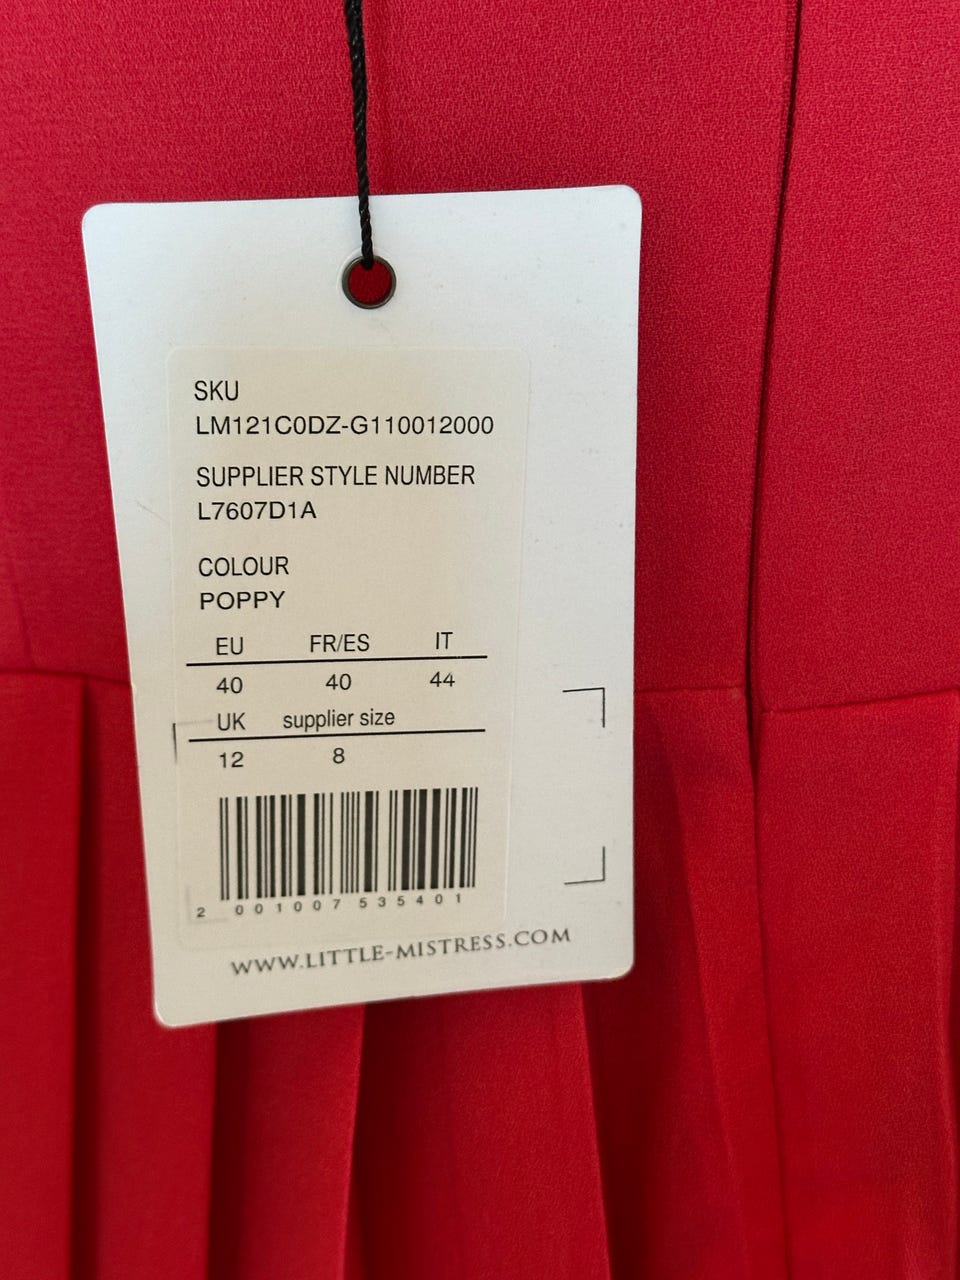 SKU
LM121C0DZ-G110012000
SUPPLIER STYLE NUMBER
L7607D1A
COLOUR
POPPY
EU FR/ES IT
40 40 44
UK supplier size
12 8
2 001007 535401
WWW.LITTLE-MISTRESS.COM